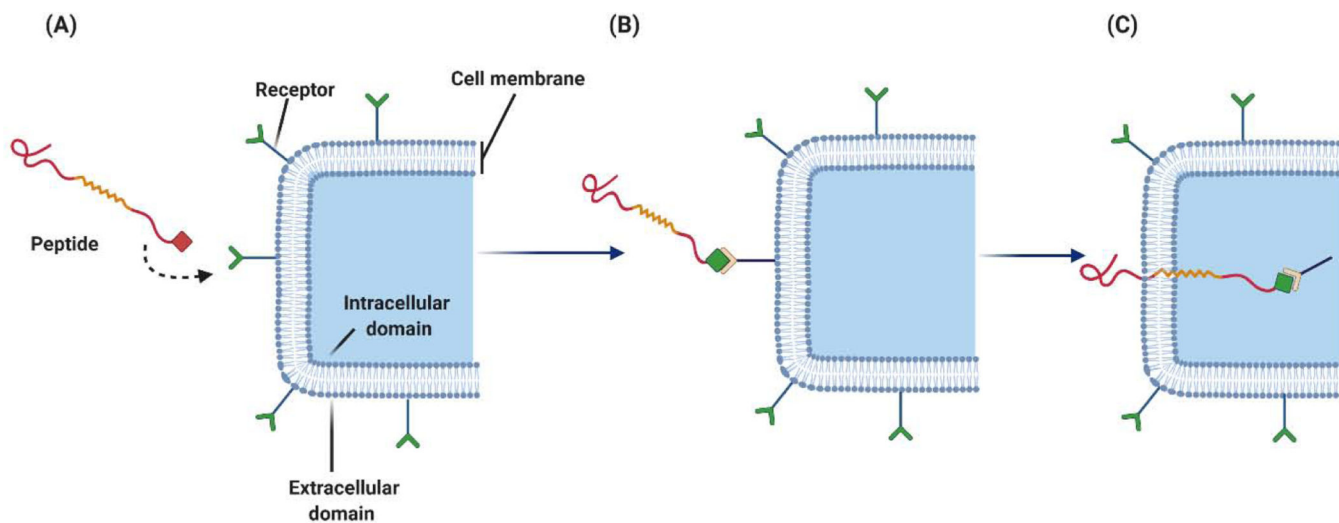 (A)
(B)
(C)
Receptor
Cell membrane
Peptide
Intracellular
domain
Extracellular
domain